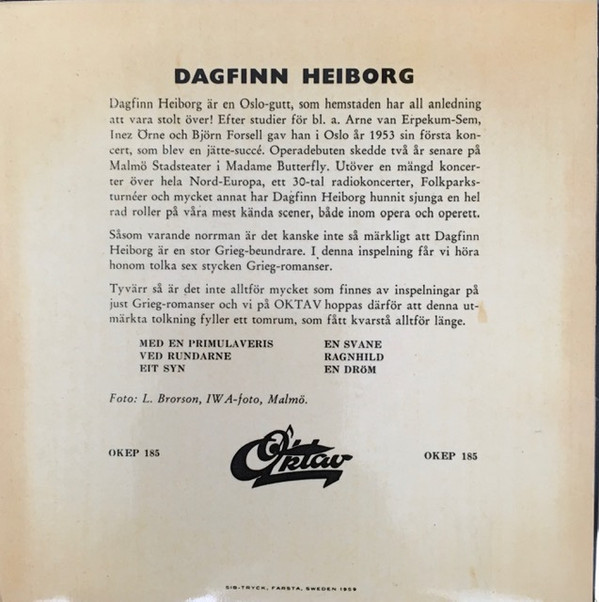 DAGFINN HEIBORG
Dagfinn Heiborg är en Oslo-gutt, som hemstaden har all anledning
att vara stolt över! Efter studier för bl. a. Arne van Erpekum-Sem,
Inez Örne och Björn Forsell gav han i Oslo år 1953 sin första kon-
cert, som blev en jätte-succé. Operadebuten skedde två år senare på
Malmö Stadsteater i Madame Butterfly. Utöver en mängd konser-
ter över hela Nord-Europa, ett 30-tal radiokoncerter, Folkparks-
turnéer och mycket annat har Dagfinn Heiborg hunnit sjunga en hel
rad roller på våra mest kända scener, både inom opera och operett.
Såsom varande norrman är det kanske inte så märkligt att Dagfinn
Heiborg är en stor Grieg-beundrare. I denna inspelning får vi höra
honom tolka sex stycken Grieg-romanser.
Tyvärr så är det inte alltför mycket som finnes av inspelningar på
just Grieg-romanser och vi på OKTAV hoppas därför att denna ut-
märkta tolkning fyller ett tomrum, som fått kvarstå alltför länge.
MED EN PRIMULAVERIS EN SVANE
VED RUNDARNE RAGNHILD
EIT SYN EN DRÖM
Foto: L. Brorson, IWA-foto, Malmö.
OKEP 185 Oktav OKEP 185
SIB-TRYCK, FARSTA, SWEDEN 1959